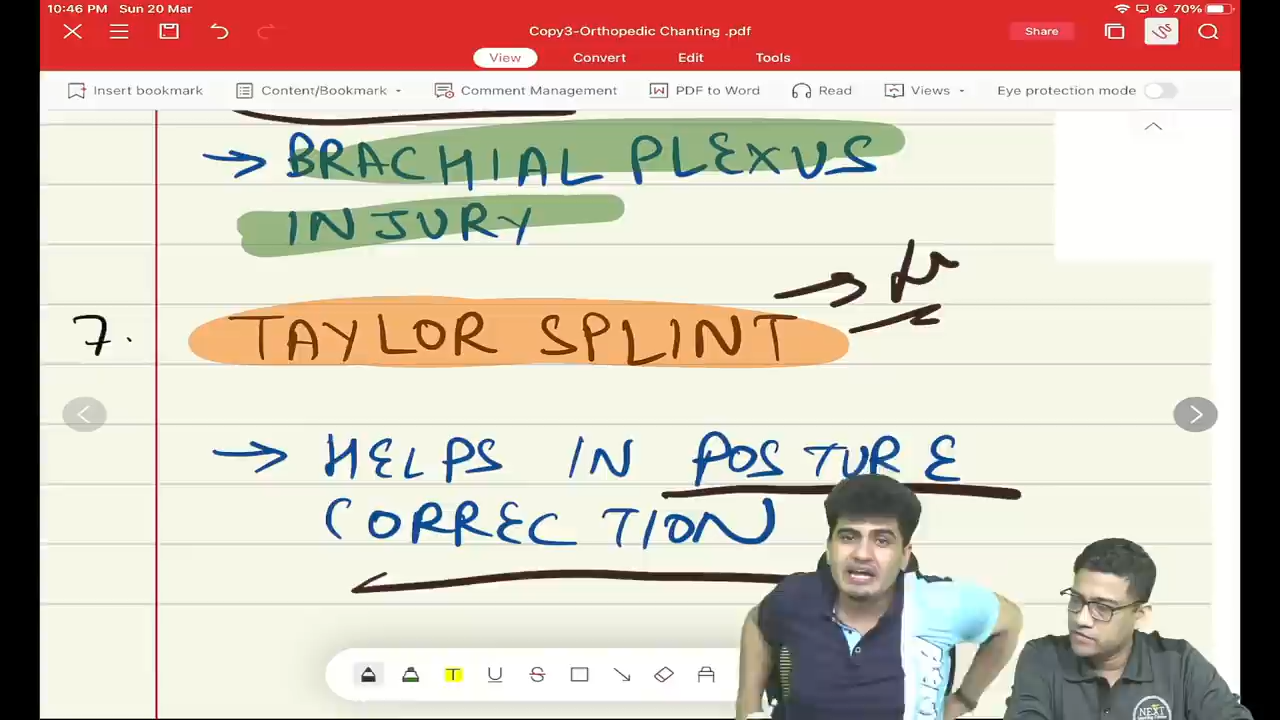 10:46 PM Sun 20 Mar
70%
Copy3-Orthopedic Chanting .pdf
Share
View Convert Edit Tools
Insert bookmark Content/Bookmark Comment Management PDF to Word Read Views Eye protection mode
→ BRACHIAL PLEXUS
INJURY
7. TAYLOR SPLINT →
→ HELPS IN POSTURE
CORRECTION
T U S
NEXT